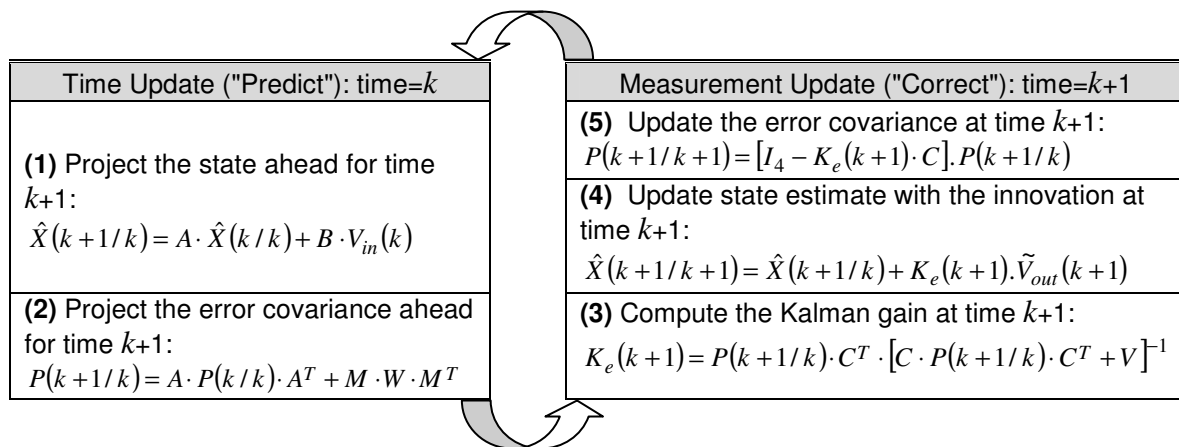 Time Update ("Predict"): time=k
(1) Project the state ahead for time
k+1:
X̂(k+1/k) = A·X̂(k/k) + B·V_in(k)
(2) Project the error covariance ahead
for time k+1:
P(k+1/k) = A·P(k/k)·A^T + M·W·M^T
Measurement Update ("Correct"): time=k+1
(5) Update the error covariance at time k+1:
P(k+1/k+1) = [I_4 − K_e(k+1)·C].P(k+1/k)
(4) Update state estimate with the innovation at
time k+1:
X̂(k+1/k+1) = X̂(k+1/k) + K_e(k+1).Ṽ_out(k+1)
(3) Compute the Kalman gain at time k+1:
K_e(k+1) = P(k+1/k)·C^T·[C·P(k+1/k)·C^T + V]^−1